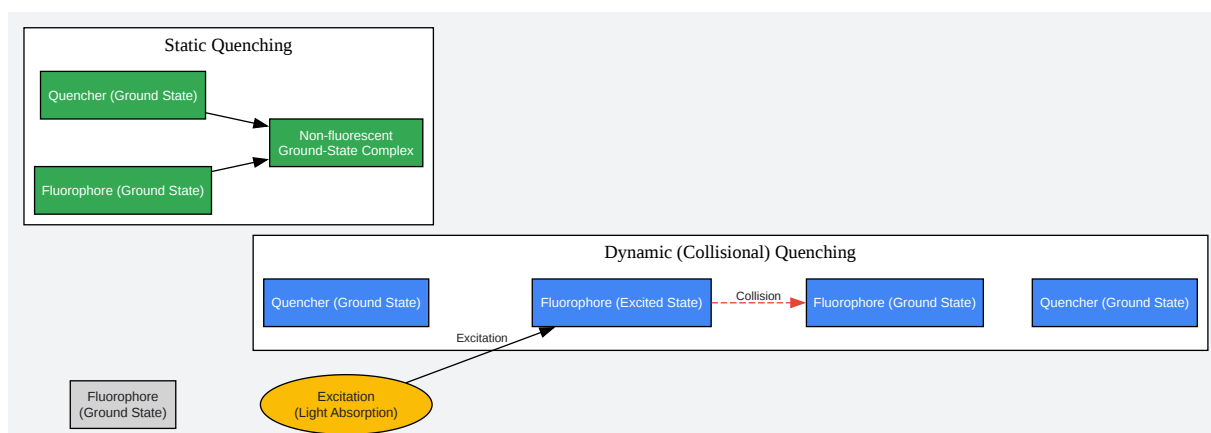 Static Quenching
Quencher (Ground State)
Non-fluorescent
Ground-State Complex
Fluorophore (Ground State)
Dynamic (Collisional) Quenching
Quencher (Ground State)
Fluorophore (Excited State)
Collision
Fluorophore (Ground State)
Quencher (Ground State)
Excitation
Fluorophore
(Ground State)
Excitation
(Light Absorption)